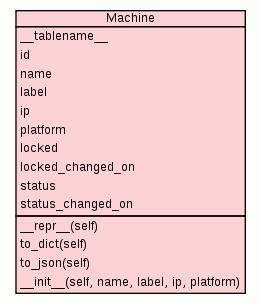 Machine
__tablename__
id
name
label
ip
platform
locked
locked_changed_on
status
status_changed_on
__repr__(self)
to_dict(self)
to_json(self)
__init__(self, name, label, ip, platform)